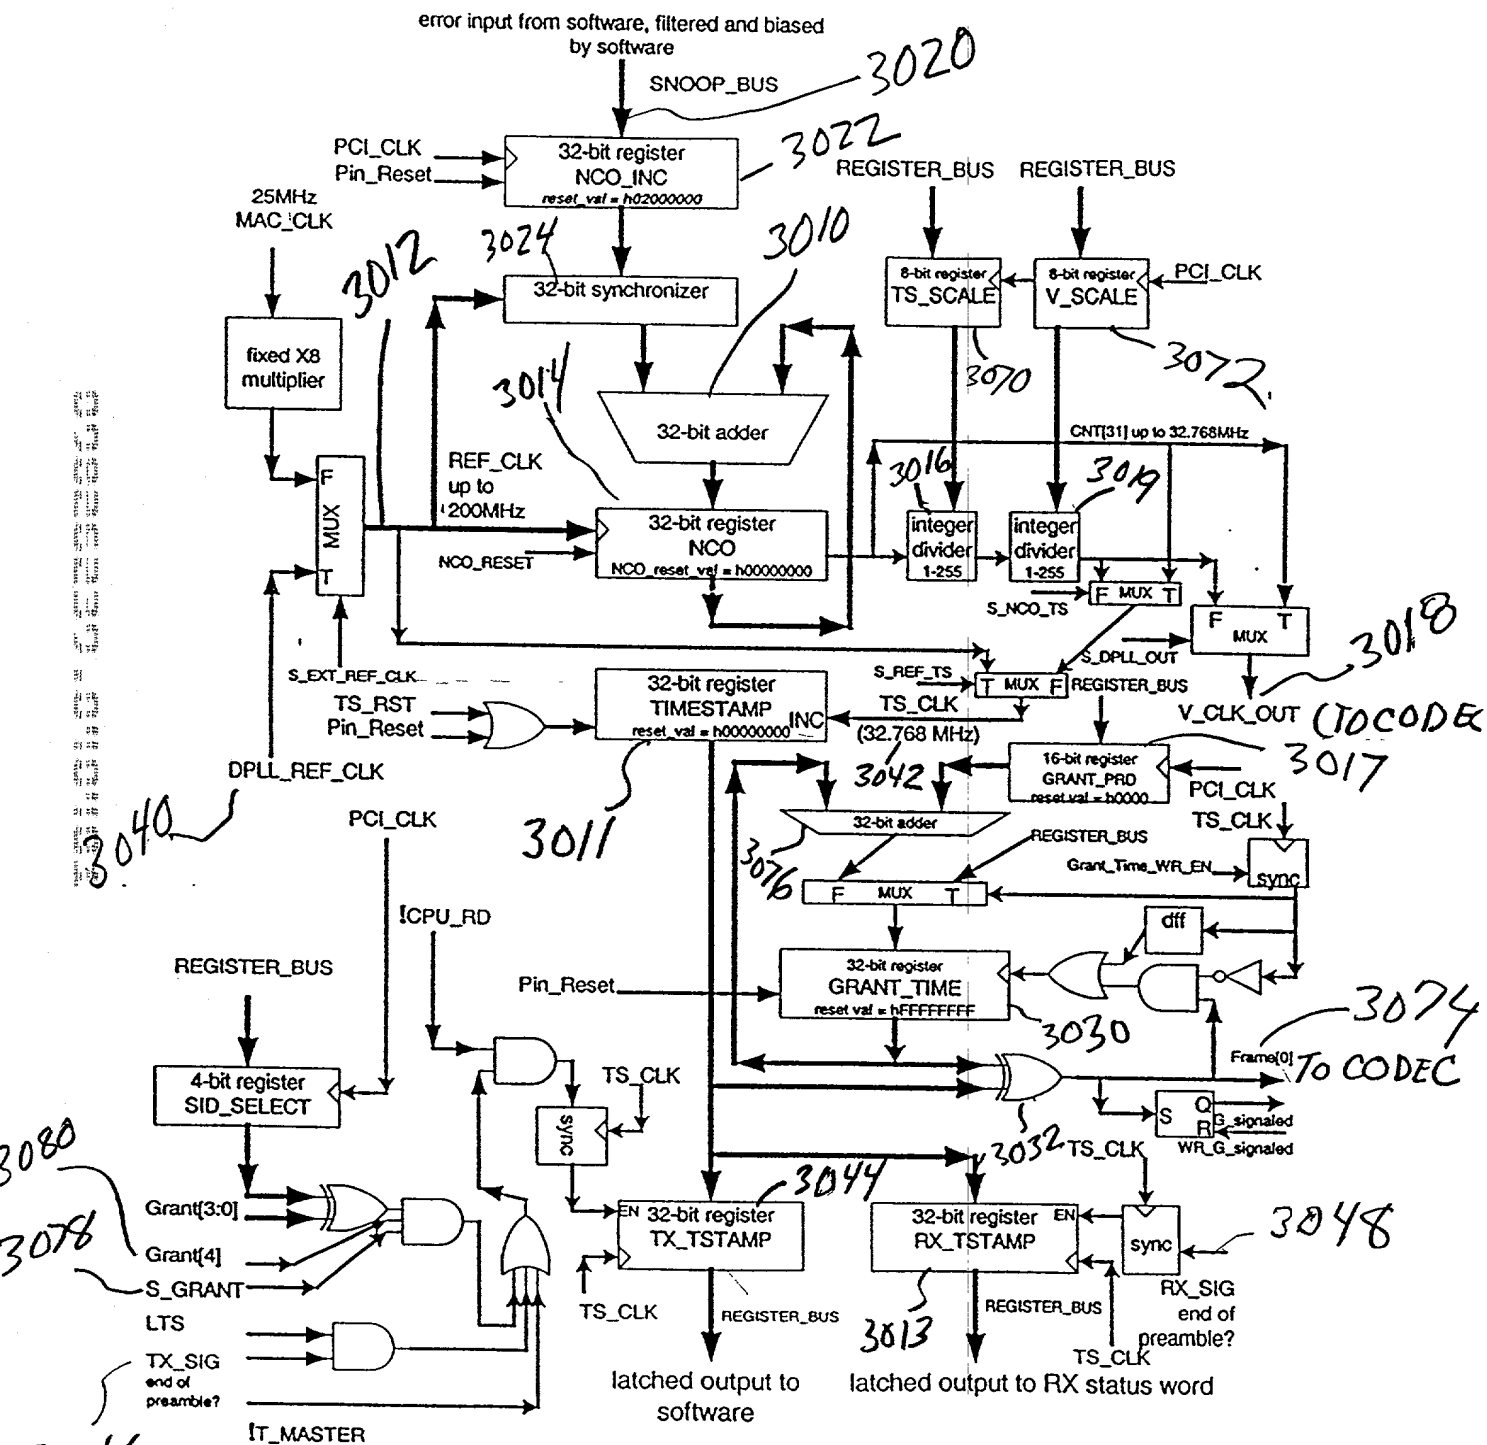 error input from software, filtered and biased
by software
SNOOP_BUS
3020
PCI_CLK
Pin_Reset
32-bit register
NCO_INC
reset_val = h02000000
3022
REGISTER_BUS
REGISTER_BUS
25MHz
MAC_CLK
3012
3024
32-bit synchronizer
3010
8-bit register
TS_SCALE
8-bit register
V_SCALE
PCI_CLK
fixed X8
multiplier
3014
3070
3072
32-bit adder
CNT[31] up to 32.768MHz
F
MUX
T
REF_CLK
up to
200MHz
3016
3019
32-bit register
NCO
NCO_reset_val = h00000000
NCO_RESET
integer
divider
1-255
integer
divider
1-255
S_NCO_TS
F MUX T
F T
MUX
S_DPLL_OUT
3018
S_EXT_REF_CLK
S_REF_TS
T MUX F
REGISTER_BUS
V_CLK_OUT (TO CODEC
TS_RST
Pin_Reset
32-bit register
TIMESTAMP
INC
reset_val = h00000000
TS_CLK
(32.768 MHz)
3042
DPLL_REF_CLK
3040
3011
16-bit register
GRANT_PRD
reset val = h0000
3017
PCI_CLK
TS_CLK
PCI_CLK
32-bit adder
3076
REGISTER_BUS
Grant_Time_WR_EN
sync
F MUX T
!CPU_RD
dff
REGISTER_BUS
Pin_Reset
32-bit register
GRANT_TIME
reset val = hFFFFFFFF
3030
3074
Frame[0]
TO CODEC
4-bit register
SID_SELECT
TS_CLK
sync
S Q
R
G_signaled
WR_G_signaled
3032
TS_CLK
3080
3044
Grant[3:0]
3078
Grant[4]
S_GRANT
EN
32-bit register
TX_TSTAMP
32-bit register
RX_TSTAMP
EN
sync
3048
TS_CLK
REGISTER_BUS
3013
REGISTER_BUS
RX_SIG
end of
preamble?
TS_CLK
LTS
TX_SIG
end of
preamble?
latched output to
software
latched output to RX status word
!T_MASTER